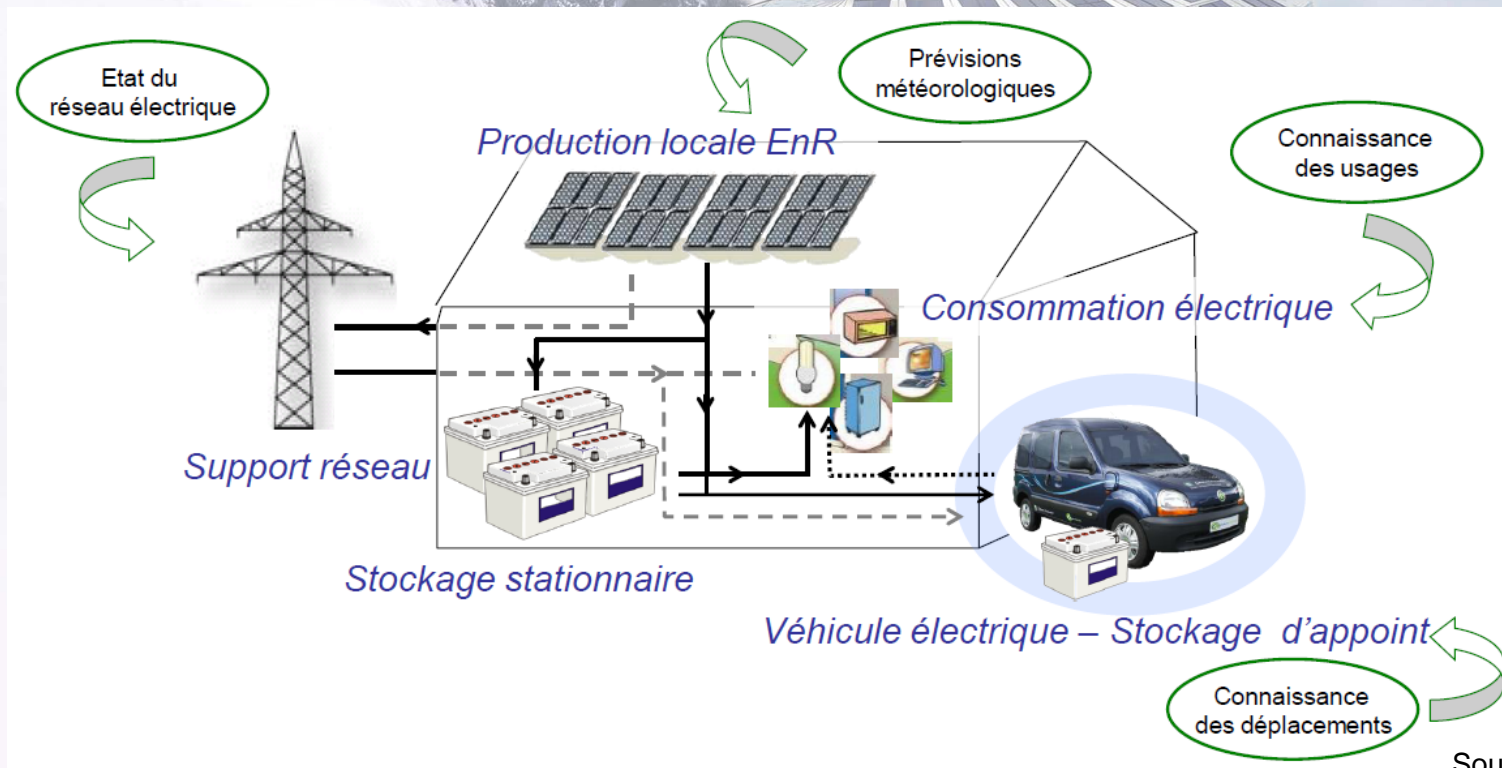 Etat du
réseau électrique
Prévisions
météorologiques
Production locale EnR
Connaissance
des usages
Consommation électrique
Support réseau
Stockage stationnaire
Véhicule électrique – Stockage d'appoint
Connaissance
des déplacements